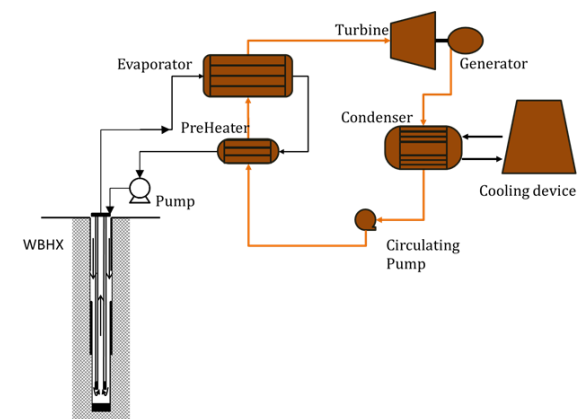 Turbine
Evaporator
Generator
Condenser
PreHeater
Cooling device
Pump
WBHX
Circulating
Pump